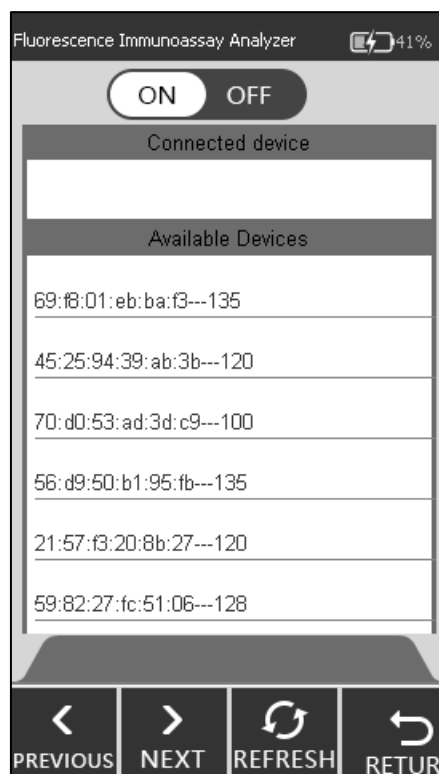 Fluorescence Immunoassay Analyzer 41%
ON OFF
Connected device
Available Devices
69:f8:01:eb:ba:f3---135
45:25:94:39:ab:3b---120
70:d0:53:ad:3d:c9---100
56:d9:50:b1:95:fb---135
21:57:f3:20:8b:27---120
59:82:27:fc:51:06---128
PREVIOUS NEXT REFRESH RETUR